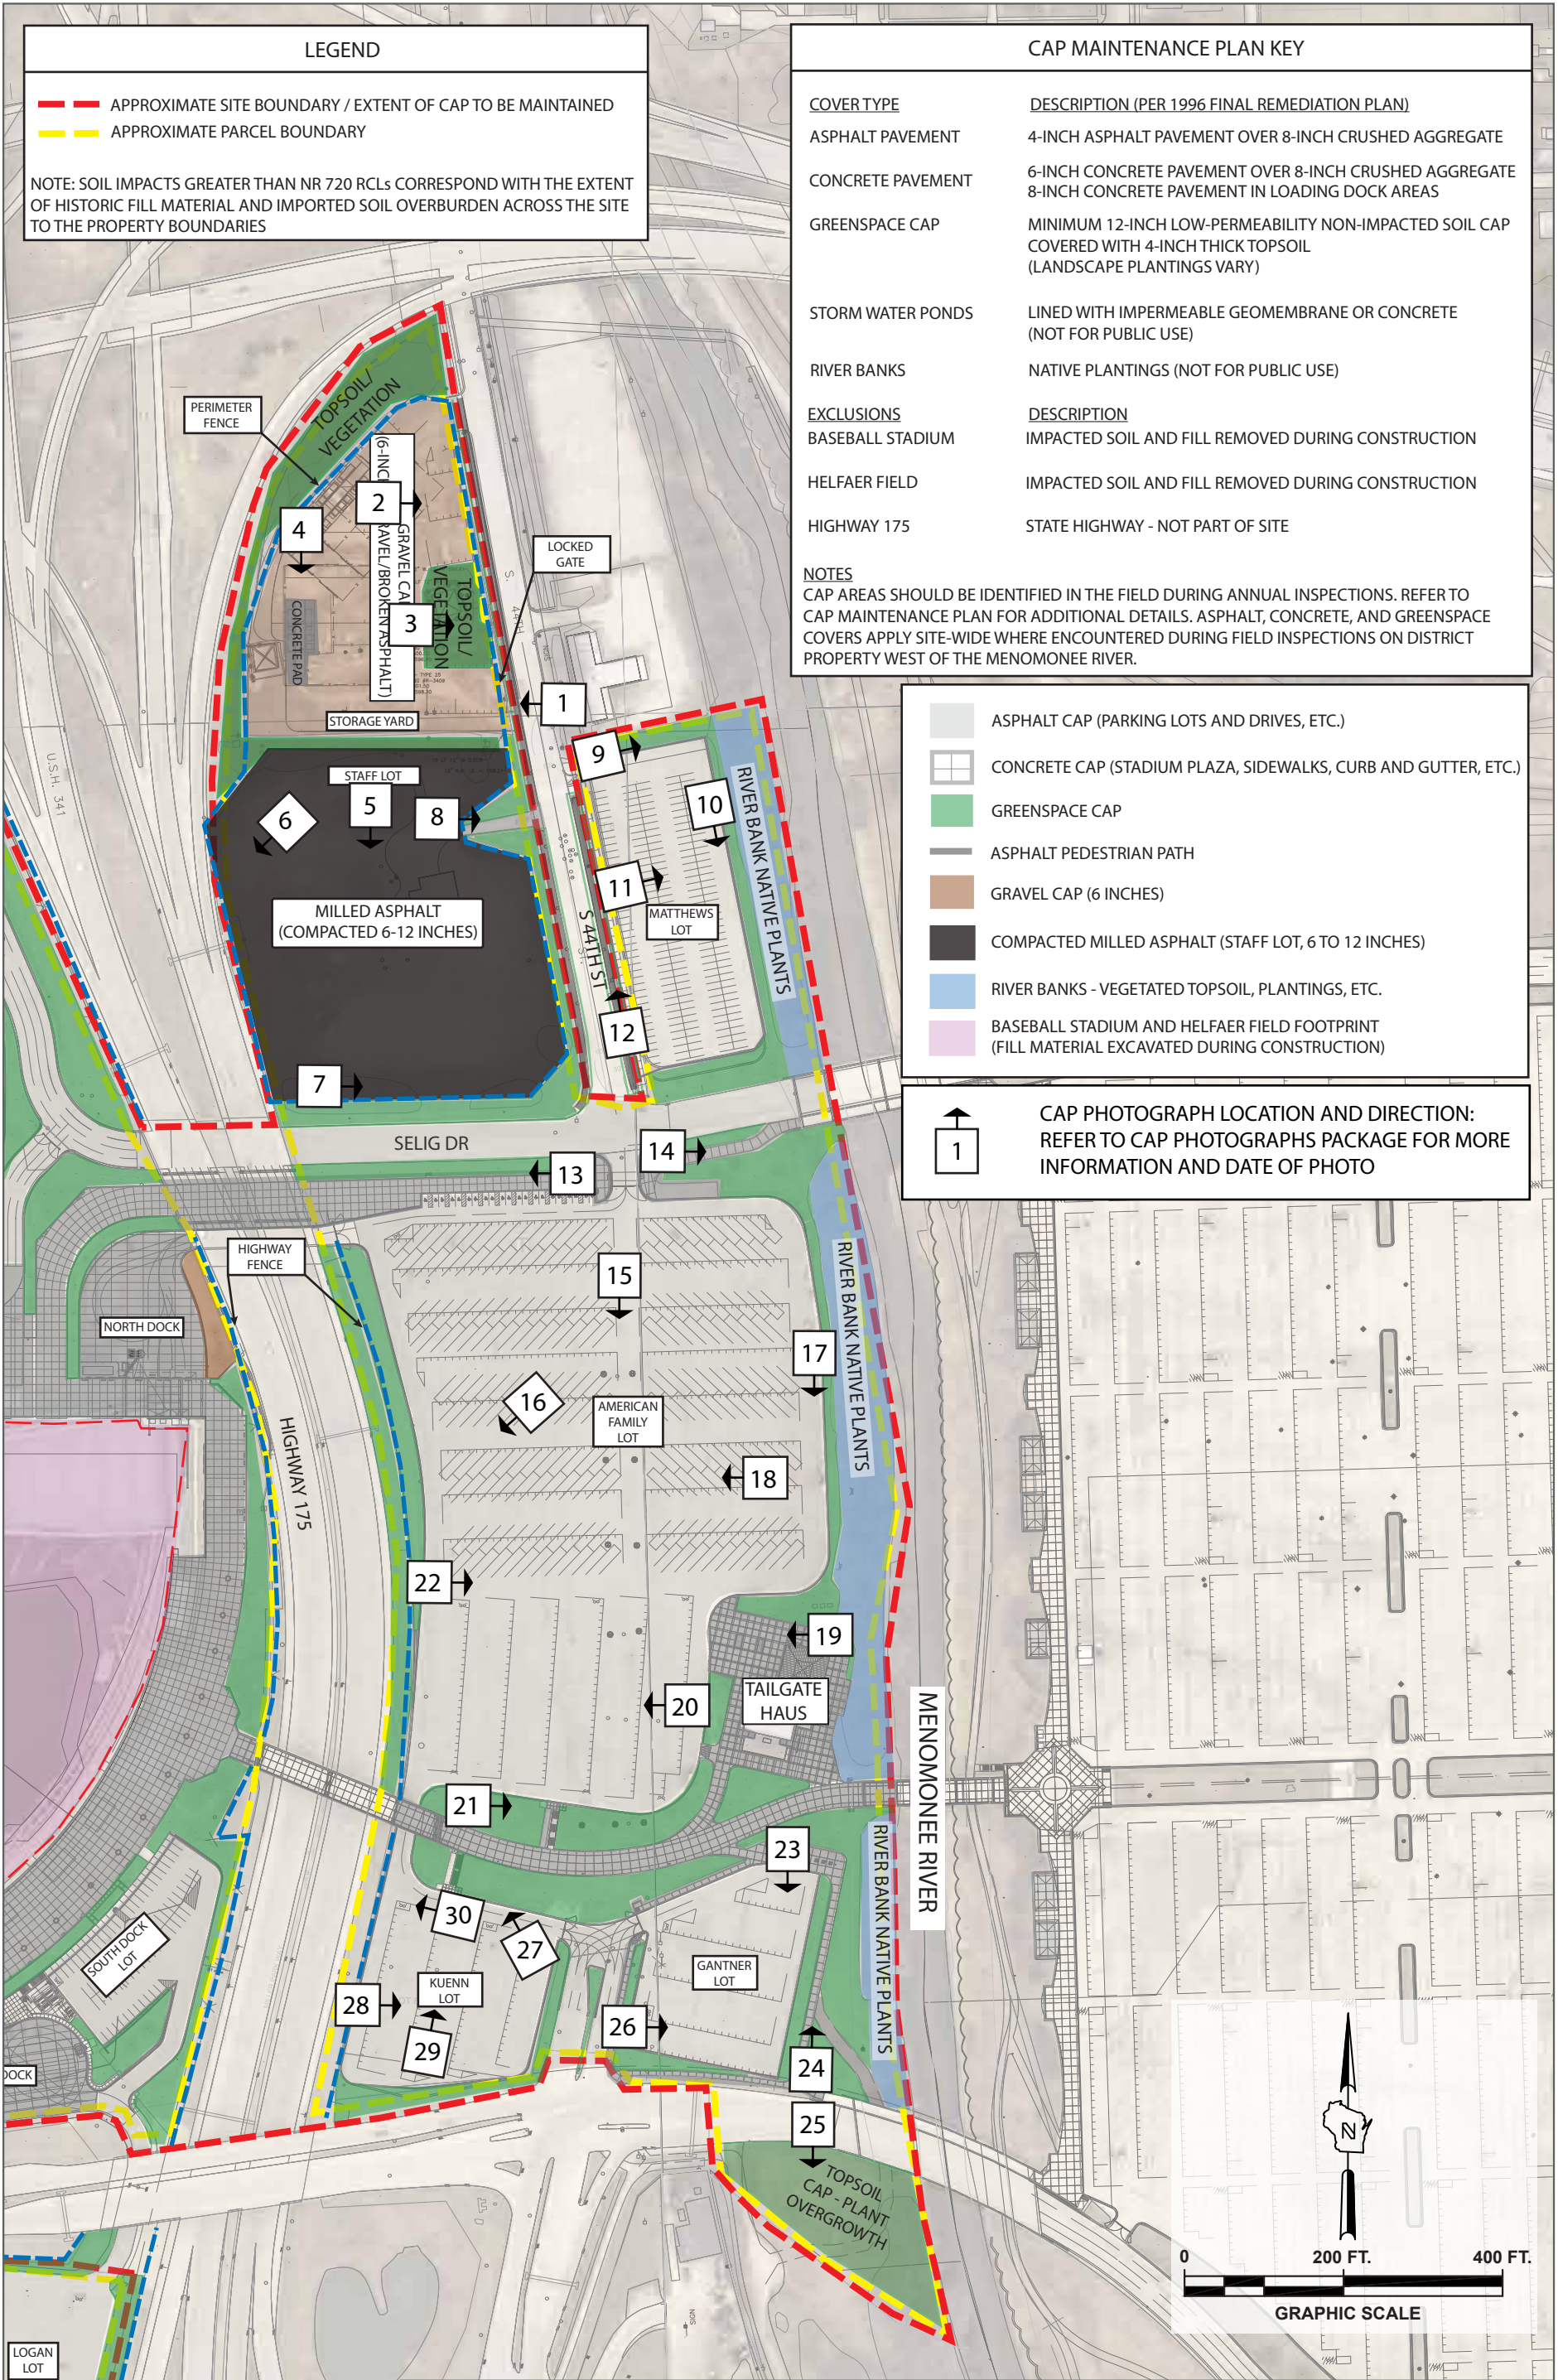 LEGEND
APPROXIMATE SITE BOUNDARY / EXTENT OF CAP TO BE MAINTAINED
APPROXIMATE PARCEL BOUNDARY
NOTE: SOIL IMPACTS GREATER THAN NR 720 RCLs CORRESPOND WITH THE EXTENT
OF HISTORIC FILL MATERIAL AND IMPORTED SOIL OVERBURDEN ACROSS THE SITE
TO THE PROPERTY BOUNDARIES
CAP MAINTENANCE PLAN KEY
COVER TYPE
DESCRIPTION (PER 1996 FINAL REMEDIATION PLAN)
ASPHALT PAVEMENT
4-INCH ASPHALT PAVEMENT OVER 8-INCH CRUSHED AGGREGATE
CONCRETE PAVEMENT
6-INCH CONCRETE PAVEMENT OVER 8-INCH CRUSHED AGGREGATE
8-INCH CONCRETE PAVEMENT IN LOADING DOCK AREAS
GREENSPACE CAP
MINIMUM 12-INCH LOW-PERMEABILITY NON-IMPACTED SOIL CAP
COVERED WITH 4-INCH THICK TOPSOIL
(LANDSCAPE PLANTINGS VARY)
STORM WATER PONDS
LINED WITH IMPERMEABLE GEOMEMBRANE OR CONCRETE
(NOT FOR PUBLIC USE)
RIVER BANKS
NATIVE PLANTINGS (NOT FOR PUBLIC USE)
EXCLUSIONS
DESCRIPTION
BASEBALL STADIUM
IMPACTED SOIL AND FILL REMOVED DURING CONSTRUCTION
HELFAER FIELD
IMPACTED SOIL AND FILL REMOVED DURING CONSTRUCTION
HIGHWAY 175
STATE HIGHWAY - NOT PART OF SITE
NOTES
CAP AREAS SHOULD BE IDENTIFIED IN THE FIELD DURING ANNUAL INSPECTIONS. REFER TO
CAP MAINTENANCE PLAN FOR ADDITIONAL DETAILS. ASPHALT, CONCRETE, AND GREENSPACE
COVERS APPLY SITE-WIDE WHERE ENCOUNTERED DURING FIELD INSPECTIONS ON DISTRICT
PROPERTY WEST OF THE MENOMONEE RIVER.
ASPHALT CAP (PARKING LOTS AND DRIVES, ETC.)
CONCRETE CAP (STADIUM PLAZA, SIDEWALKS, CURB AND GUTTER, ETC.)
GREENSPACE CAP
ASPHALT PEDESTRIAN PATH
GRAVEL CAP (6 INCHES)
COMPACTED MILLED ASPHALT (STAFF LOT, 6 TO 12 INCHES)
RIVER BANKS - VEGETATED TOPSOIL, PLANTINGS, ETC.
BASEBALL STADIUM AND HELFAER FIELD FOOTPRINT
(FILL MATERIAL EXCAVATED DURING CONSTRUCTION)
1
CAP PHOTOGRAPH LOCATION AND DIRECTION:
REFER TO CAP PHOTOGRAPHS PACKAGE FOR MORE
INFORMATION AND DATE OF PHOTO
TOPSOIL/
VEGETATION
PERIMETER
FENCE
2
4
GRAVEL CA
(6-INC
RAVEL/BROKEN ASPHALT)
LOCKED
GATE
S. 44TH
TOPSOIL/
VEGETATION
3
CONCRETE PAD
1
STORAGE YARD
U.S.H. 341
9
STAFF LOT
5
6
8
10
RIVER BANK NATIVE PLANTS
11
MATTHEWS
LOT
MILLED ASPHALT
(COMPACTED 6-12 INCHES)
S 44TH ST
12
7
SELIG DR
14
13
HIGHWAY
FENCE
15
RIVER BANK NATIVE PLANTS
NORTH DOCK
17
16
AMERICAN
FAMILY
LOT
HIGHWAY 175
18
22
19
TAILGATE
HAUS
20
MENOMONEE RIVER
21
23
RIVER BANK NATIVE PLANTS
30
27
SOUTH DOCK
LOT
GANTNER
LOT
KUENN
LOT
28
26
29
24
DOCK
25
TOPSOIL
CAP - PLANT
OVERGROWTH
N
0
200 FT.
400 FT.
GRAPHIC SCALE
NOIS
LOGAN
LOT